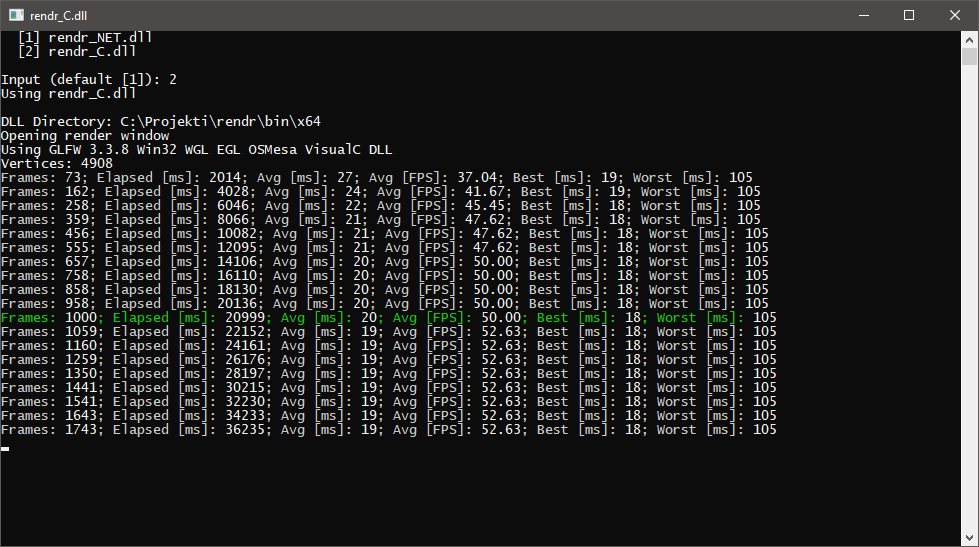 rendr_C.dll
[1] rendr_NET.dll
[2] rendr_C.dll
Input (default [1]): 2
Using rendr_C.dll
DLL Directory: C:\Projekti\rendr\bin\x64
Opening render window
Using GLFW 3.3.8 Win32 WGL EGL OSMesa VisualC DLL
Vertices: 4908
Frames: 73; Elapsed [ms]: 2014; Avg [ms]: 27; Avg [FPS]: 37.04; Best [ms]: 19; Worst [ms]: 105
Frames: 162; Elapsed [ms]: 4028; Avg [ms]: 24; Avg [FPS]: 41.67; Best [ms]: 19; Worst [ms]: 105
Frames: 258; Elapsed [ms]: 6046; Avg [ms]: 22; Avg [FPS]: 45.45; Best [ms]: 18; Worst [ms]: 105
Frames: 359; Elapsed [ms]: 8066; Avg [ms]: 21; Avg [FPS]: 47.62; Best [ms]: 18; Worst [ms]: 105
Frames: 456; Elapsed [ms]: 10082; Avg [ms]: 21; Avg [FPS]: 47.62; Best [ms]: 18; Worst [ms]: 105
Frames: 555; Elapsed [ms]: 12095; Avg [ms]: 21; Avg [FPS]: 47.62; Best [ms]: 18; Worst [ms]: 105
Frames: 657; Elapsed [ms]: 14106; Avg [ms]: 20; Avg [FPS]: 50.00; Best [ms]: 18; Worst [ms]: 105
Frames: 758; Elapsed [ms]: 16110; Avg [ms]: 20; Avg [FPS]: 50.00; Best [ms]: 18; Worst [ms]: 105
Frames: 858; Elapsed [ms]: 18130; Avg [ms]: 20; Avg [FPS]: 50.00; Best [ms]: 18; Worst [ms]: 105
Frames: 958; Elapsed [ms]: 20136; Avg [ms]: 20; Avg [FPS]: 50.00; Best [ms]: 18; Worst [ms]: 105
Frames: 1000; Elapsed [ms]: 20999; Avg [ms]: 20; Avg [FPS]: 50.00; Best [ms]: 18; Worst [ms]: 105
Frames: 1059; Elapsed [ms]: 22152; Avg [ms]: 19; Avg [FPS]: 52.63; Best [ms]: 18; Worst [ms]: 105
Frames: 1160; Elapsed [ms]: 24161; Avg [ms]: 19; Avg [FPS]: 52.63; Best [ms]: 18; Worst [ms]: 105
Frames: 1259; Elapsed [ms]: 26176; Avg [ms]: 19; Avg [FPS]: 52.63; Best [ms]: 18; Worst [ms]: 105
Frames: 1350; Elapsed [ms]: 28197; Avg [ms]: 19; Avg [FPS]: 52.63; Best [ms]: 18; Worst [ms]: 105
Frames: 1441; Elapsed [ms]: 30215; Avg [ms]: 19; Avg [FPS]: 52.63; Best [ms]: 18; Worst [ms]: 105
Frames: 1541; Elapsed [ms]: 32230; Avg [ms]: 19; Avg [FPS]: 52.63; Best [ms]: 18; Worst [ms]: 105
Frames: 1643; Elapsed [ms]: 34233; Avg [ms]: 19; Avg [FPS]: 52.63; Best [ms]: 18; Worst [ms]: 105
Frames: 1743; Elapsed [ms]: 36235; Avg [ms]: 19; Avg [FPS]: 52.63; Best [ms]: 18; Worst [ms]: 105